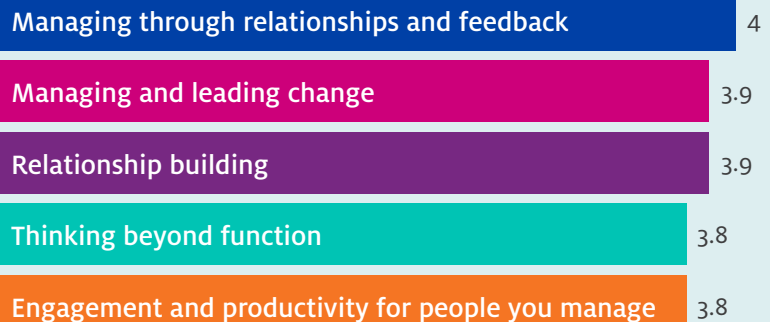 Managing through relationships and feedback 4
Managing and leading change 3.9
Relationship building 3.9
Thinking beyond function 3.8
Engagement and productivity for people you manage 3.8